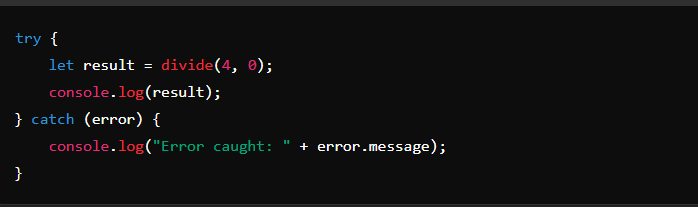 try {
    let result = divide(4, 0);
    console.log(result);
} catch (error) {
    console.log("Error caught: " + error.message);
}